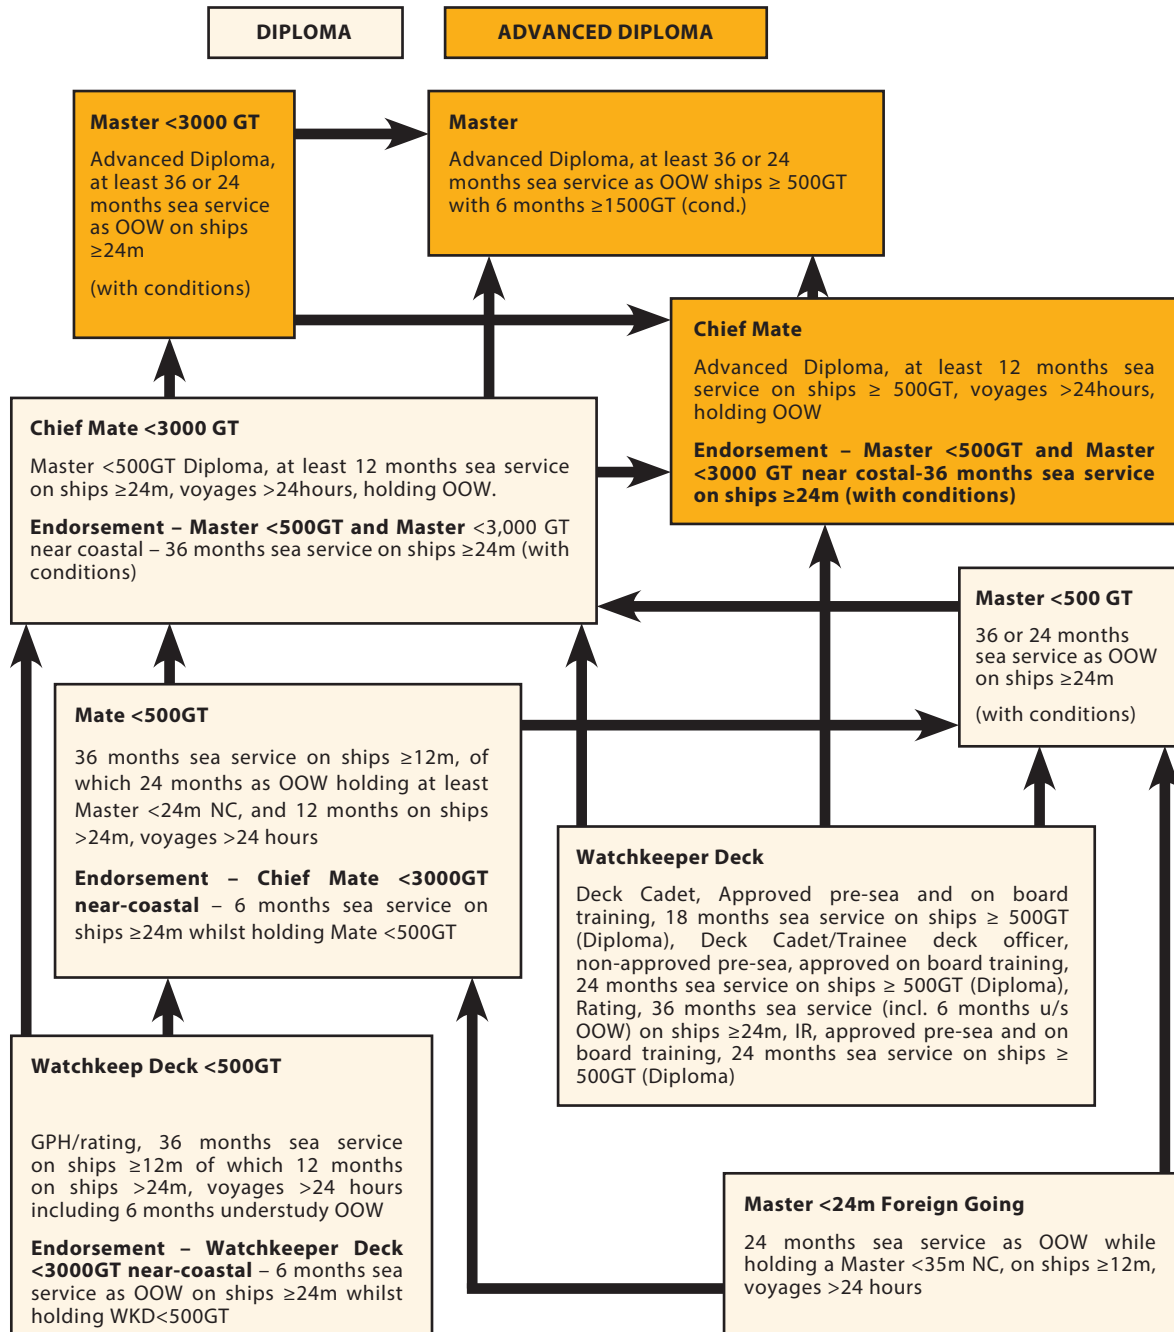 DIPLOMA
ADVANCED DIPLOMA
Master <3000 GT
Advanced Diploma,
at least 36 or 24
months sea service
as OOW on ships
≥24m
(with conditions)
Master
Advanced Diploma, at least 36 or 24
months sea service as OOW ships ≥ 500GT
with 6 months ≥1500GT (cond.)
Chief Mate
Advanced Diploma, at least 12 months sea
service on ships ≥ 500GT, voyages >24hours,
holding OOW
Endorsement – Master <500GT and Master
<3000 GT near costal-36 months sea service
on ships ≥24m (with conditions)
Chief Mate <3000 GT
Master <500GT Diploma, at least 12 months sea service
on ships ≥24m, voyages >24hours, holding OOW.
Endorsement – Master <500GT and Master <3,000 GT
near coastal – 36 months sea service on ships ≥24m (with
conditions)
Master <500 GT
36 or 24 months
sea service as OOW
on ships ≥24m
(with conditions)
Mate <500GT
36 months sea service on ships ≥12m, of
which 24 months as OOW holding at least
Master <24m NC, and 12 months on ships
>24m, voyages >24 hours
Endorsement – Chief Mate <3000GT
near-coastal – 6 months sea service on
ships ≥24m whilst holding Mate <500GT
Watchkeeper Deck
Deck Cadet, Approved pre-sea and on board
training, 18 months sea service on ships ≥ 500GT
(Diploma), Deck Cadet/Trainee deck officer,
non-approved pre-sea, approved on board training,
24 months sea service on ships ≥ 500GT (Diploma),
Rating, 36 months sea service (incl. 6 months u/s
OOW) on ships ≥24m, IR, approved pre-sea and on
board training, 24 months sea service on ships ≥
500GT (Diploma)
Watchkeep Deck <500GT
GPH/rating, 36 months sea service
on ships ≥12m of which 12 months
on ships >24m, voyages >24 hours
including 6 months understudy OOW
Endorsement – Watchkeeper Deck
<3000GT near-coastal – 6 months sea
service as OOW on ships ≥24m whilst
holding WKD<500GT
Master <24m Foreign Going
24 months sea service as OOW while
holding a Master <35m NC, on ships ≥12m,
voyages >24 hours